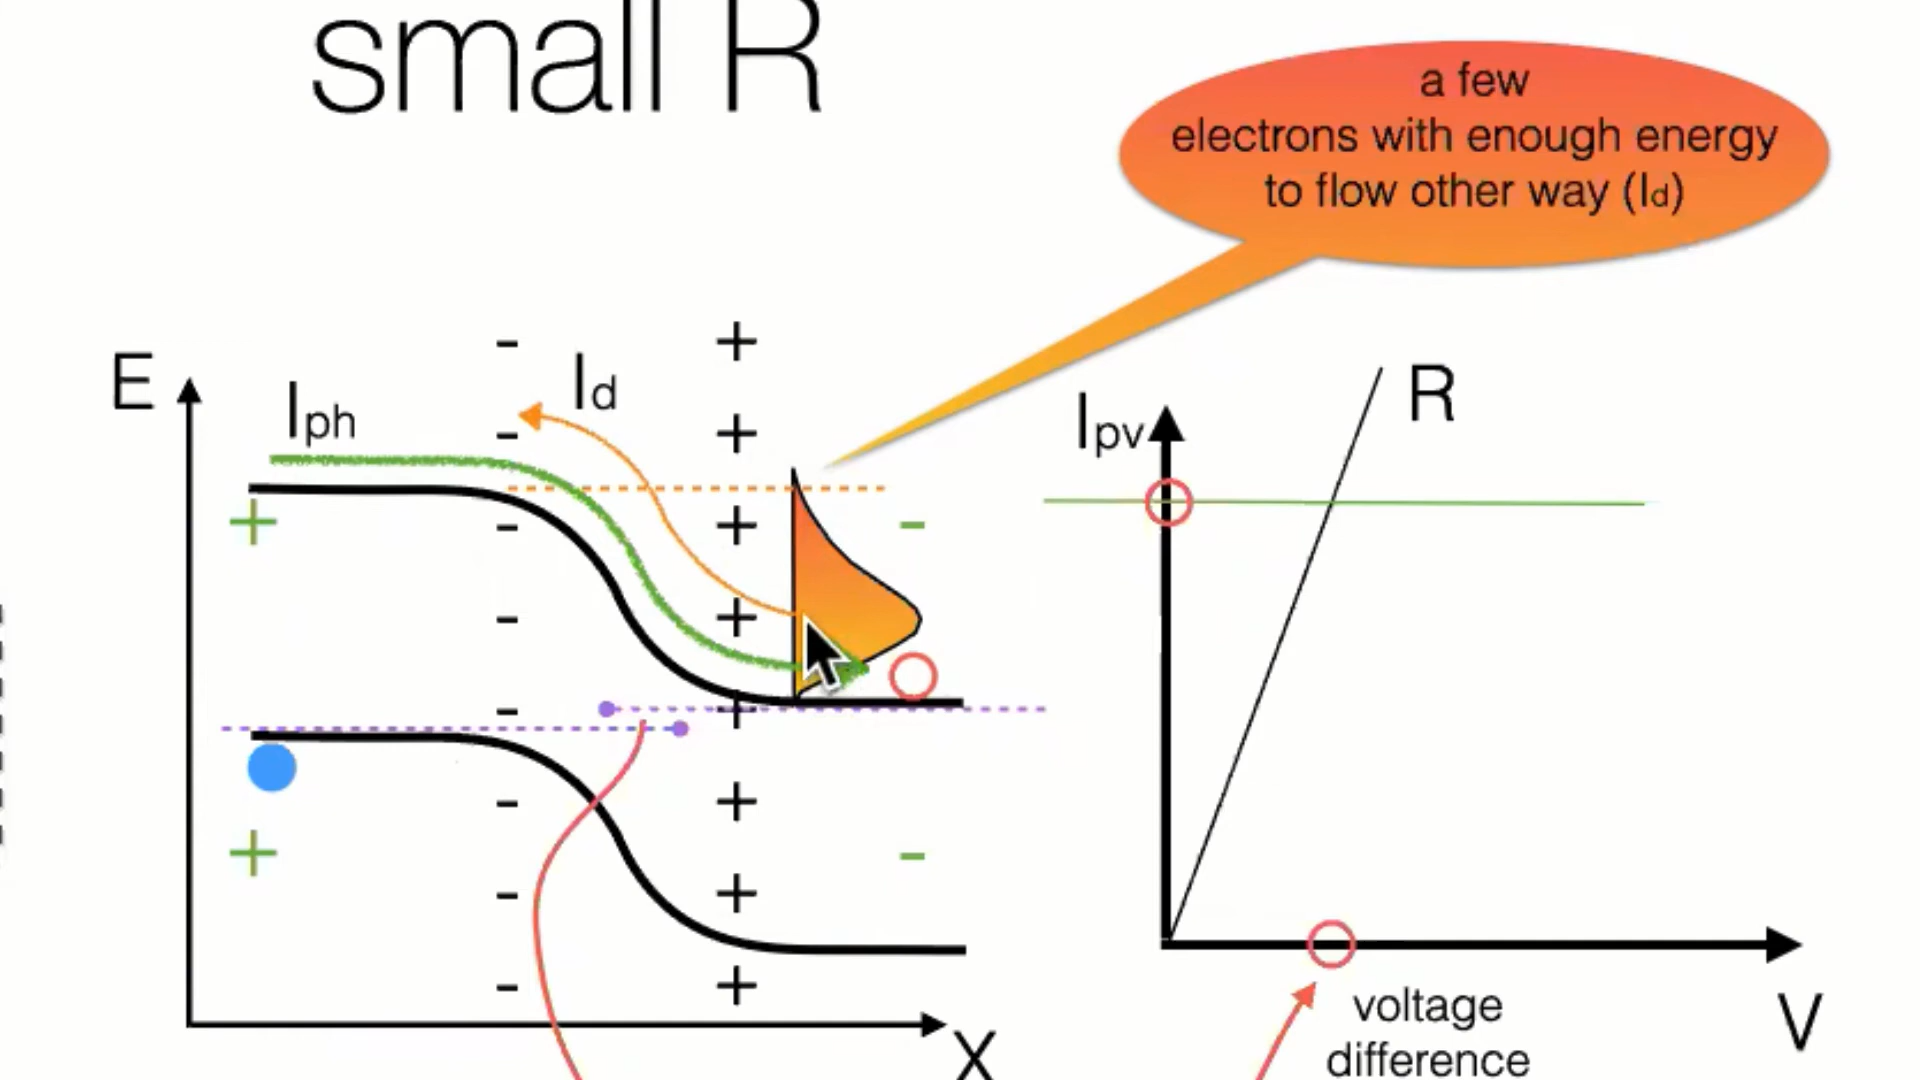 small R
a few
electrons with enough energy
to flow other way (Id)
E
Iph
Id
- +
- +
- +
- +
- +
- +
- +
- +
+ -
+ -
X
Ipv
R
V
voltage
difference